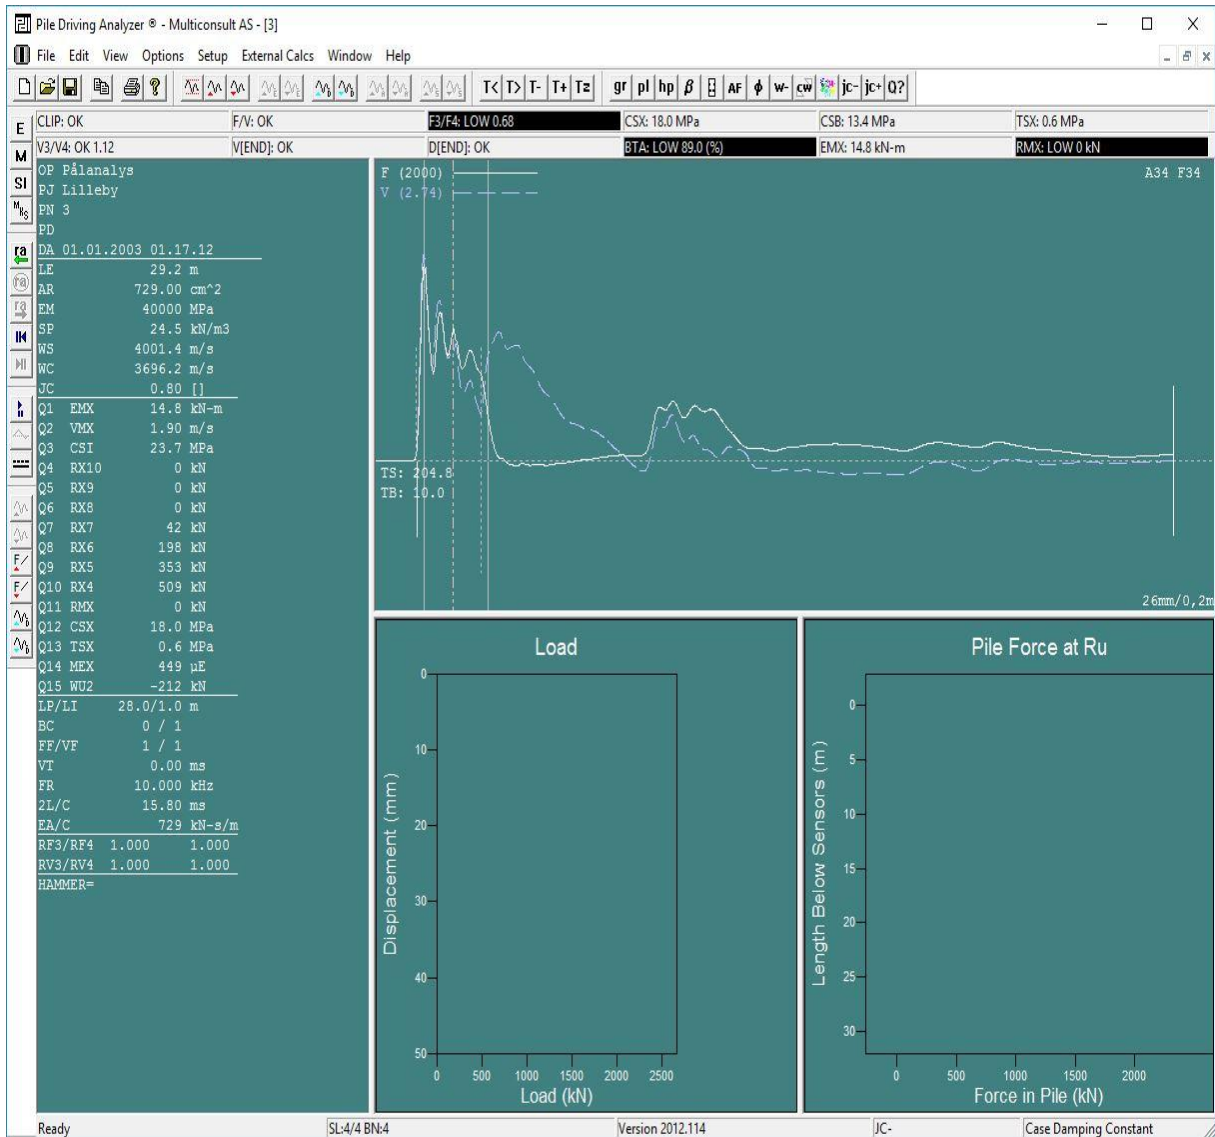 Pile Driving Analyzer ® - Multiconsult AS - [3]
File Edit View Options Setup External Calcs Window Help
T< T> T- T+ T≥ gr pl hp β AF ϕ w- cw jc- jc+ Q?
CLIP: OK F/V: OK F3/F4: LOW 0.68 CSX: 18.0 MPa CSB: 13.4 MPa TSX: 0.6 MPa
V3/V4: OK 1.12 V[END]: OK D[END]: OK BTA: LOW 89.0 (%) EMX: 14.8 kN-m RMX: LOW 0 kN
E
M
SI
MKS
ra
ra
ra
OP Pålanalys
PJ Lilleby
PN 3
PD
DA 01.01.2003 01.17.12
LE 29.2 m
AR 729.00 cm^2
EM 40000 MPa
SP 24.5 kN/m3
WS 4001.4 m/s
WC 3696.2 m/s
JC 0.80 []
Q1 EMX 14.8 kN-m
Q2 VMX 1.90 m/s
Q3 CSI 23.7 MPa
Q4 RX10 0 kN
Q5 RX9 0 kN
Q6 RX8 0 kN
Q7 RX7 42 kN
Q8 RX6 198 kN
Q9 RX5 353 kN
Q10 RX4 509 kN
Q11 RMX 0 kN
Q12 CSX 18.0 MPa
Q13 TSX 0.6 MPa
Q14 MEX 449 µE
Q15 WU2 -212 kN
LP/LI 28.0/1.0 m
BC 0 / 1
FF/VF 1 / 1
VT 0.00 ms
FR 10.000 kHz
2L/C 15.80 ms
EA/C 729 kN-s/m
RF3/RF4 1.000 1.000
RV3/RV4 1.000 1.000
HAMMER=
F (2000)
V (2.74)
A34 F34
TS: 204.8
TB: 10.0
26mm/0,2m
Load
0
10
20
30
40
50
Displacement (mm)
0 500 1000 1500 2000 2500
Load (kN)
Pile Force at Ru
0
5
10
15
20
25
30
Length Below Sensors (m)
0 500 1000 1500 2000
Force in Pile (kN)
Ready SL:4/4 BN:4 Version 2012.114 JC- Case Damping Constant